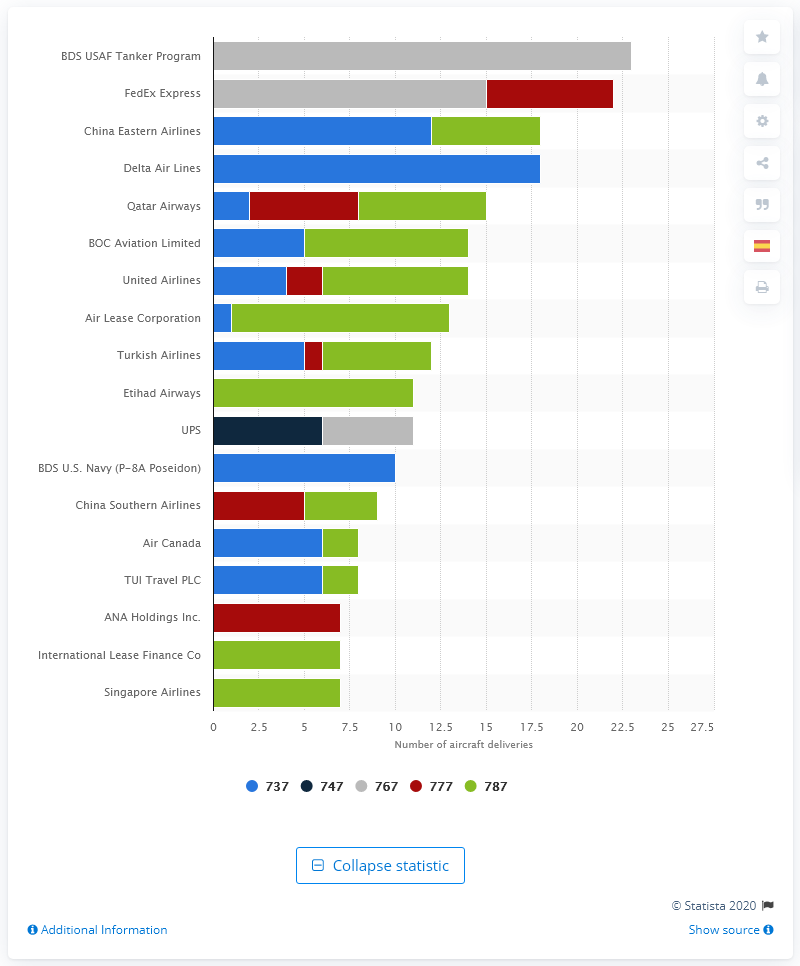 BDS USAF Tanker Program
FedEx Express
China Eastern Airlines
Delta Air Lines
Qatar Airways
BOC Aviation Limited
United Airlines
Air Lease Corporation
Turkish Airlines
Etihad Airways
UPS
BDS U.S. Navy (P-8A Poseidon)
China Southern Airlines
Air Canada
TUI Travel PLC
ANA Holdings Inc.
International Lease Finance Co
Singapore Airlines
0 2.5 5 7.5 10 12.5 15 17.5 20 22.5 25 27.5
Number of aircraft deliveries
737 747 767 777 787
Collapse statistic
© Statista 2020
Additional Information
Show source